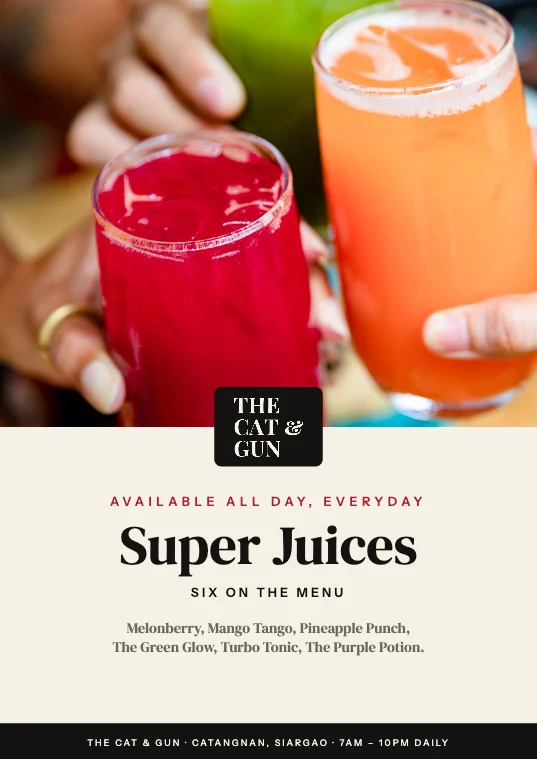 THE
CAT &
GUN
AVAILABLE ALL DAY, EVERYDAY
Super Juices
SIX ON THE MENU
Melonberry, Mango Tango, Pineapple Punch,
The Green Glow, Turbo Tonic, The Purple Potion.
THE CAT & GUN · CATANGNAN, SIARGAO · 7AM – 10PM DAILY